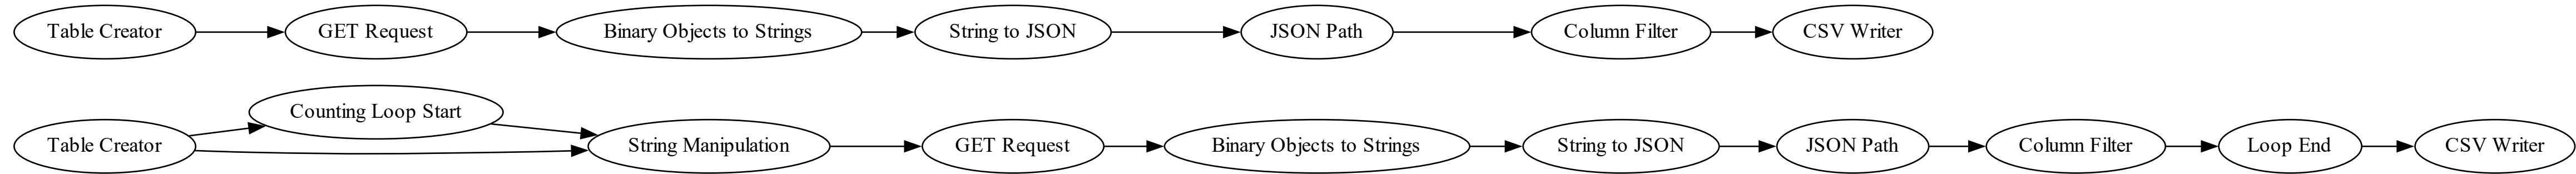 Table Creator
GET Request
Binary Objects to Strings
String to JSON
JSON Path
Column Filter
CSV Writer
Table Creator
Counting Loop Start
String Manipulation
GET Request
Binary Objects to Strings
String to JSON
JSON Path
Column Filter
Loop End
CSV Writer